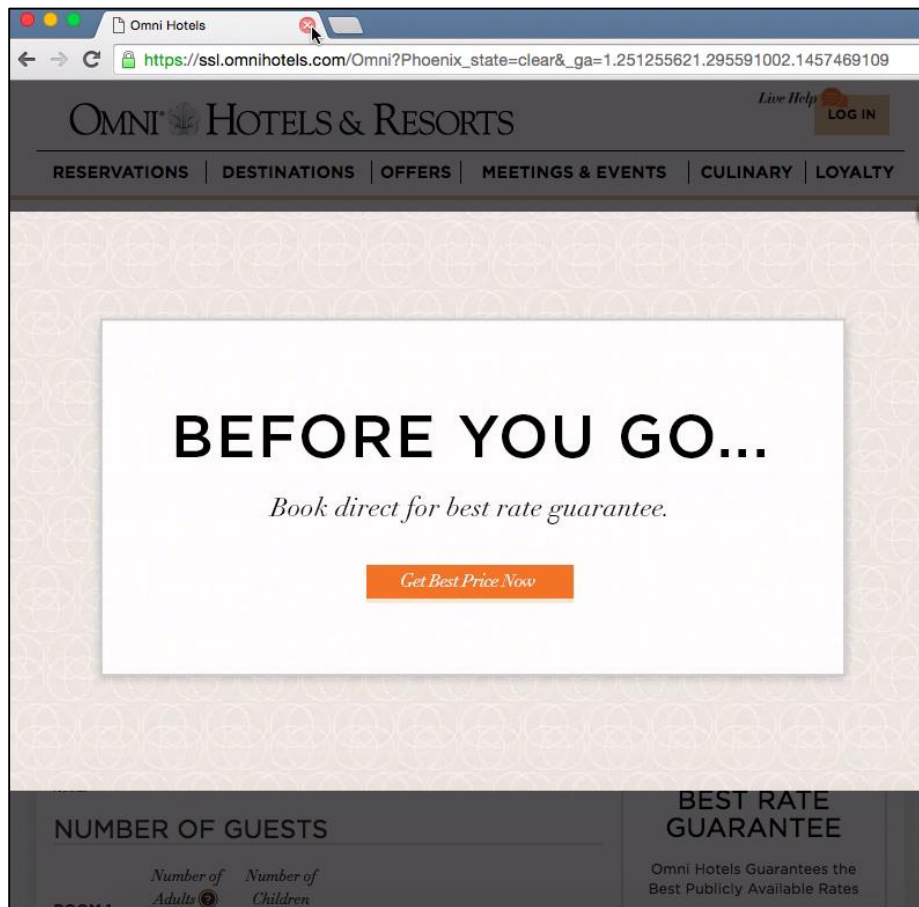 Omni Hotels
https://ssl.omnihotels.com/Omni?Phoenix_state=clear&_ga=1.251255621.295591002.1457469109
Live Help
OMNI HOTELS & RESORTS
LOG IN
RESERVATIONS DESTINATIONS OFFERS MEETINGS & EVENTS CULINARY LOYALTY
BEFORE YOU GO...
Book direct for best rate guarantee.
Get Best Price Now
BEST RATE
GUARANTEE
Omni Hotels Guarantees the
Best Publicly Available Rates
NUMBER OF GUESTS
Number of
Adults ?
Number of
Children